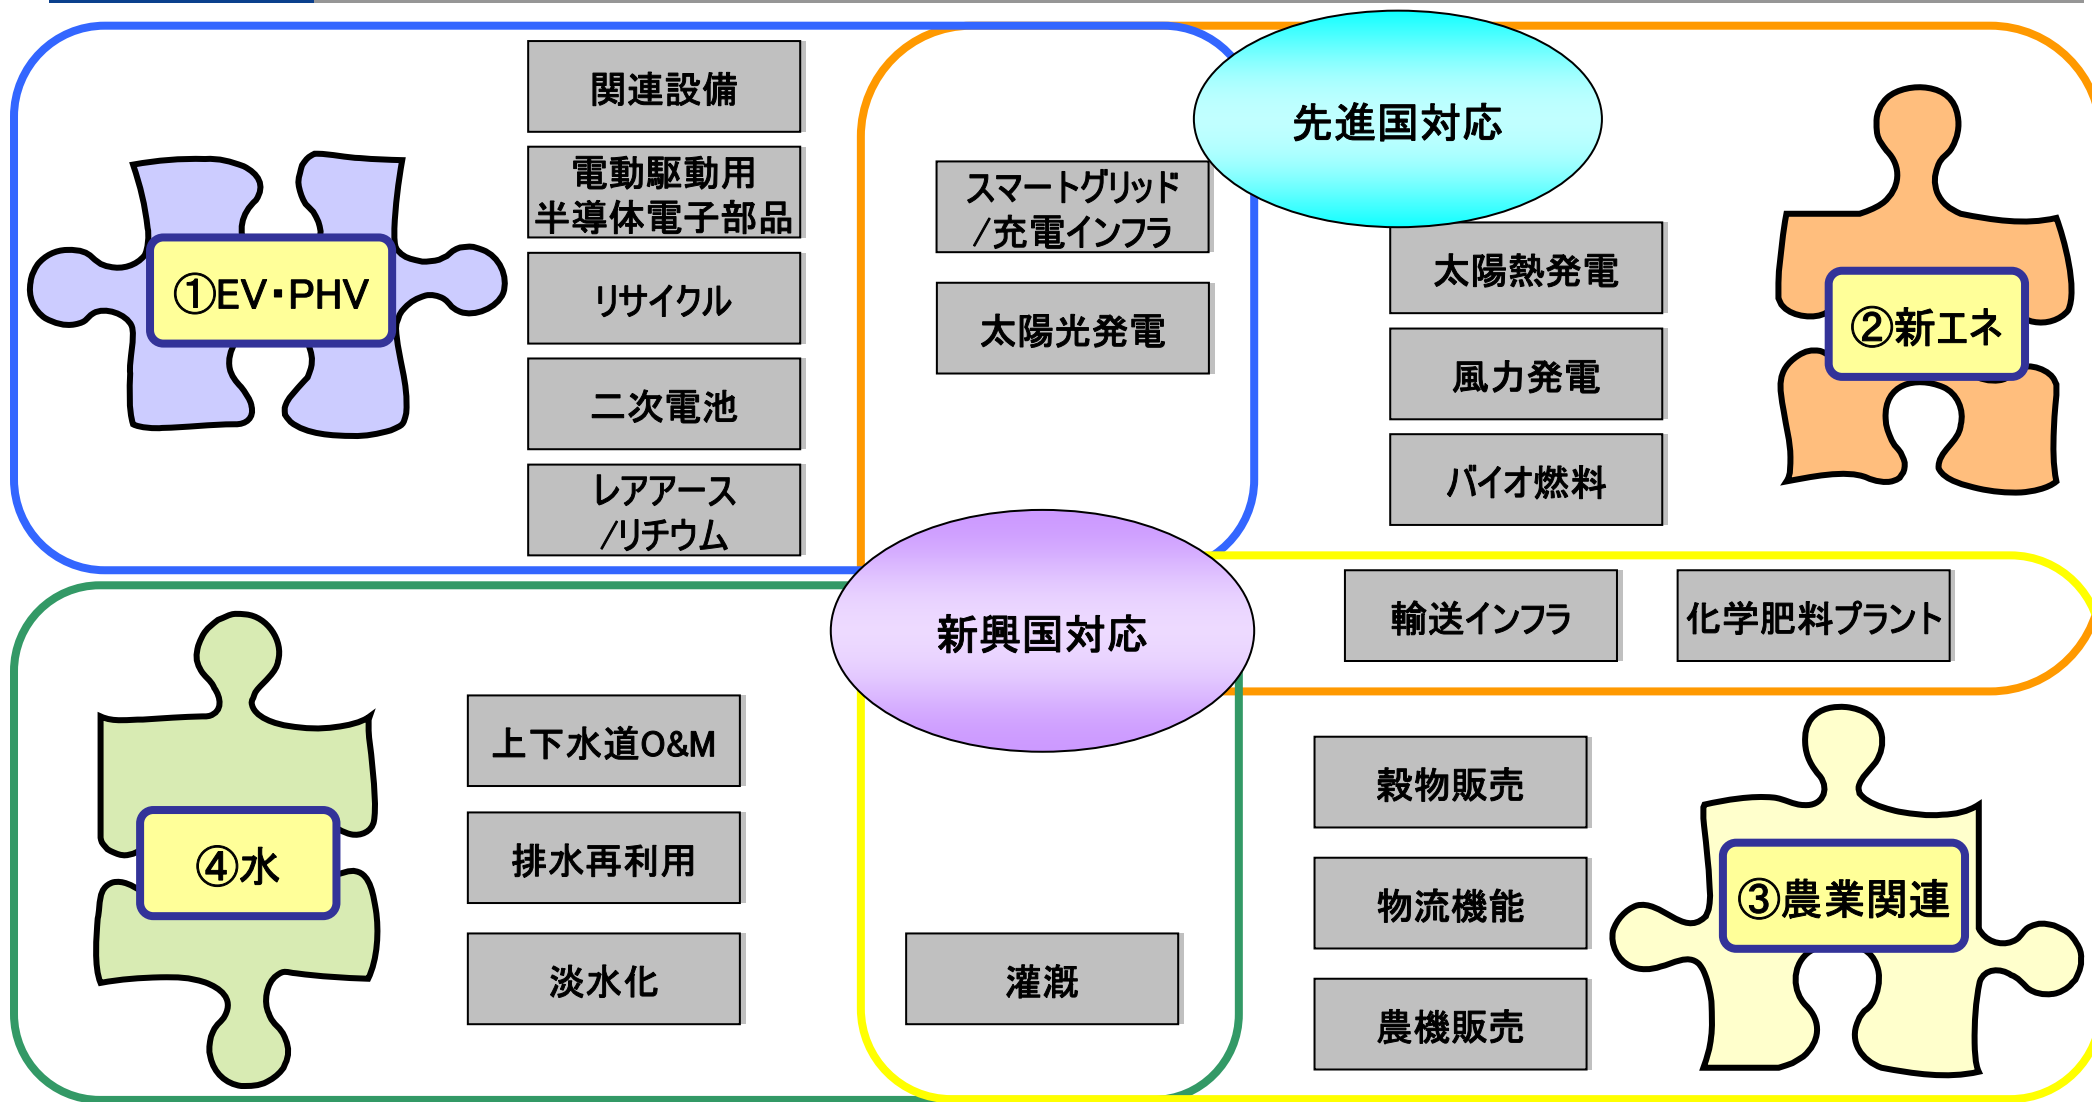 関連設備
電動駆動用
半導体電子部品
リサイクル
二次電池
レアアース
/リチウム
①EV・PHV
スマートグリッド
/充電インフラ
太陽光発電
先進国対応
太陽熱発電
風力発電
バイオ燃料
②新エネ
新興国対応
輸送インフラ
化学肥料プラント
上下水道O&M
排水再利用
淡水化
④水
灌漑
穀物販売
物流機能
農機販売
③農業関連